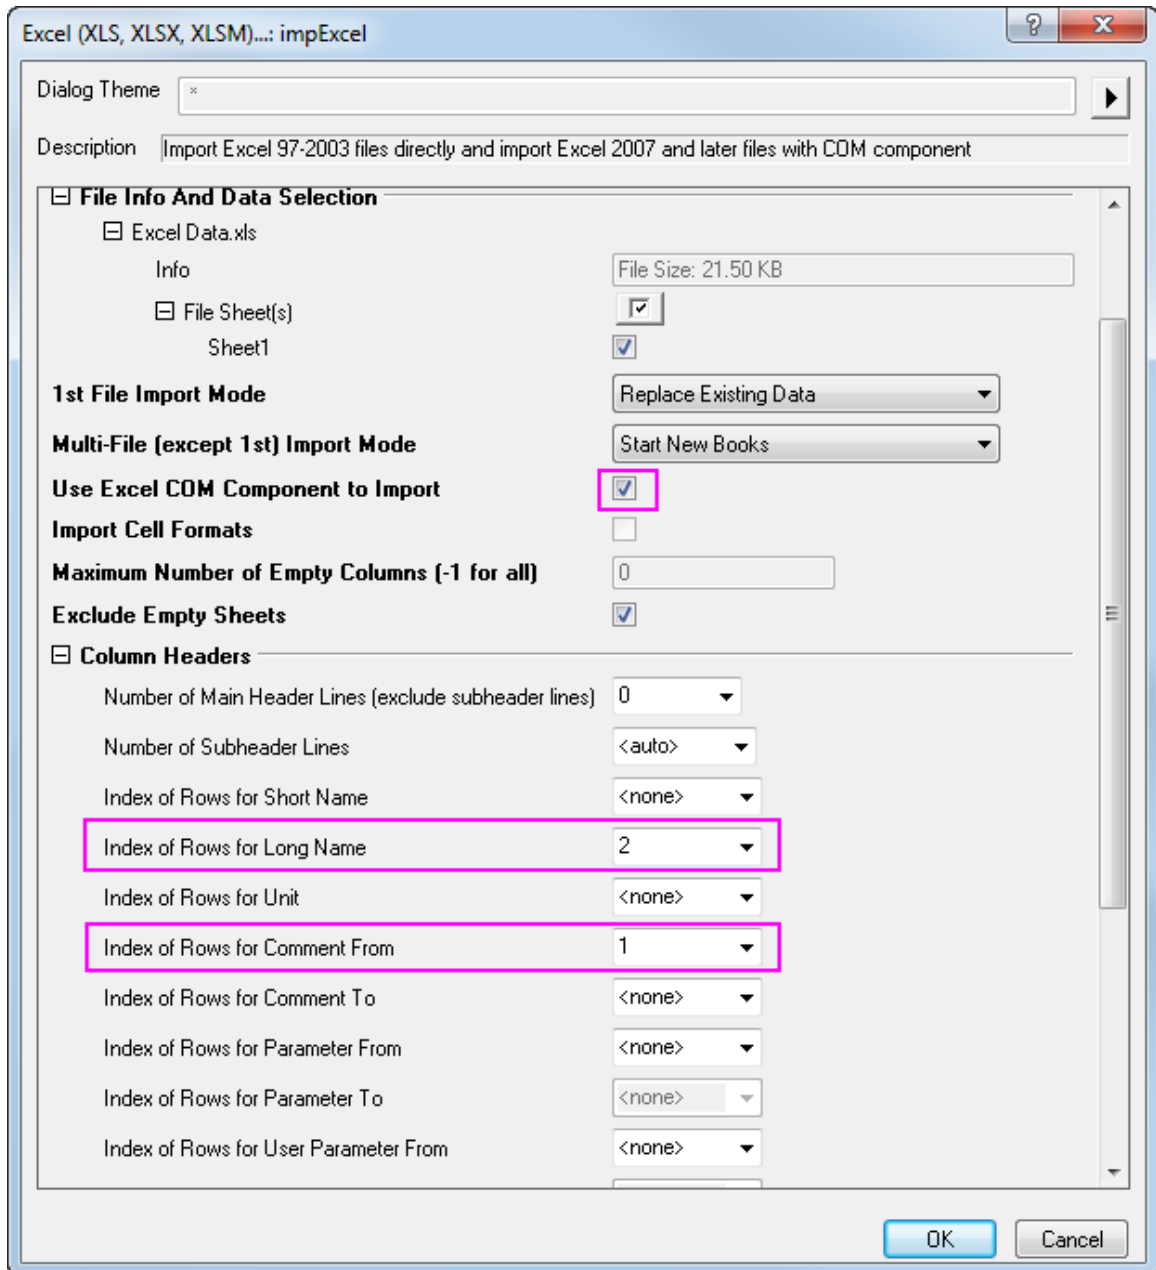 Excel (XLS, XLSX, XLSM)...: impExcel
Dialog Theme *
Description Import Excel 97-2003 files directly and import Excel 2007 and later files with COM component
File Info And Data Selection
Excel Data.xls
Info File Size: 21.50 KB
File Sheet(s)
Sheet1
1st File Import Mode Replace Existing Data
Multi-File (except 1st) Import Mode Start New Books
Use Excel COM Component to Import
Import Cell Formats
Maximum Number of Empty Columns (-1 for all) 0
Exclude Empty Sheets
Column Headers
Number of Main Header Lines (exclude subheader lines) 0
Number of Subheader Lines <auto>
Index of Rows for Short Name <none>
Index of Rows for Long Name 2
Index of Rows for Unit <none>
Index of Rows for Comment From 1
Index of Rows for Comment To <none>
Index of Rows for Parameter From <none>
Index of Rows for Parameter To <none>
Index of Rows for User Parameter From <none>
OK Cancel